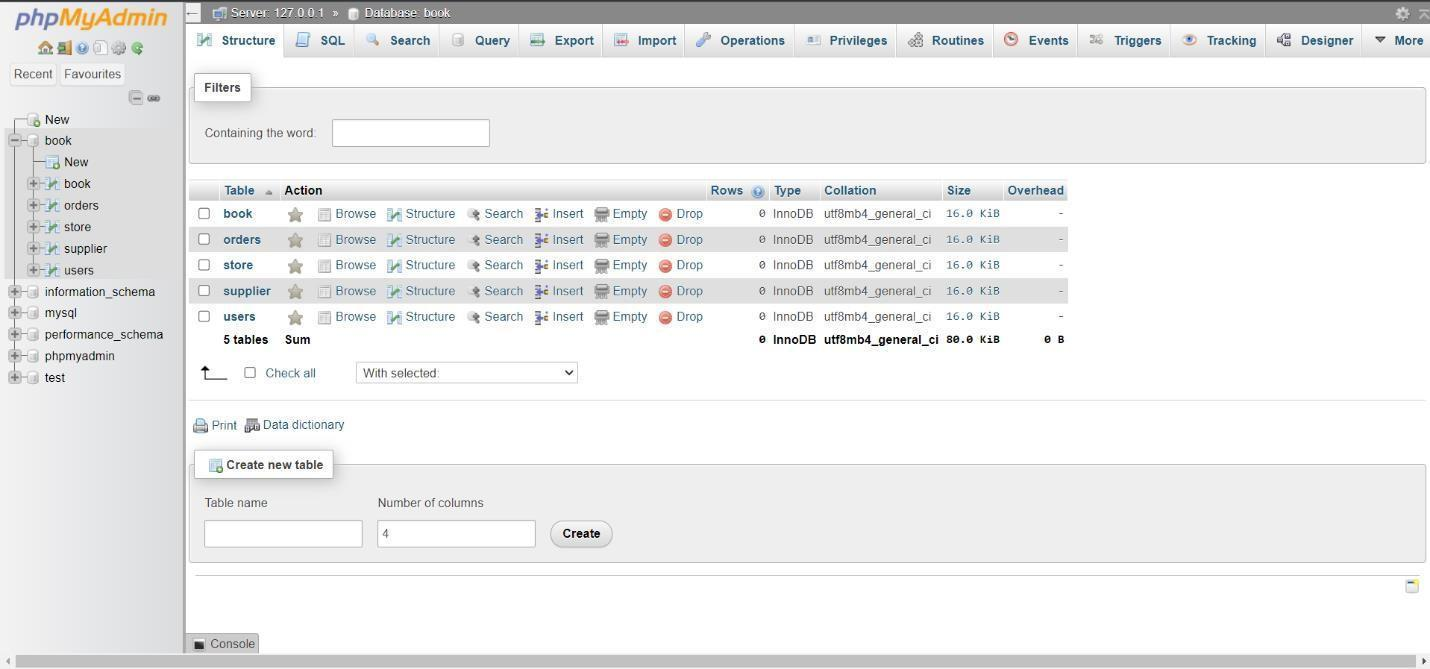 phpMyAdmin
Recent Favourites
New
book
New
book
orders
store
supplier
users
information_schema
mysql
performance_schema
phpmyadmin
test
Server: 127.0.0.1 » Database: book
Structure SQL Search Query Export Import Operations Privileges Routines Events Triggers Tracking Designer More
Filters
Containing the word:
Table Action Rows Type Collation Size Overhead
book Browse Structure Search Insert Empty Drop 0 InnoDB utf8mb4_general_ci 16.0 KiB -
orders Browse Structure Search Insert Empty Drop 0 InnoDB utf8mb4_general_ci 16.0 KiB -
store Browse Structure Search Insert Empty Drop 0 InnoDB utf8mb4_general_ci 16.0 KiB -
supplier Browse Structure Search Insert Empty Drop 0 InnoDB utf8mb4_general_ci 16.0 KiB -
users Browse Structure Search Insert Empty Drop 0 InnoDB utf8mb4_general_ci 16.0 KiB -
5 tables Sum 0 InnoDB utf8mb4_general_ci 80.0 KiB 0 B
Check all With selected:
Print Data dictionary
Create new table
Table name Number of columns
4 Create
Console